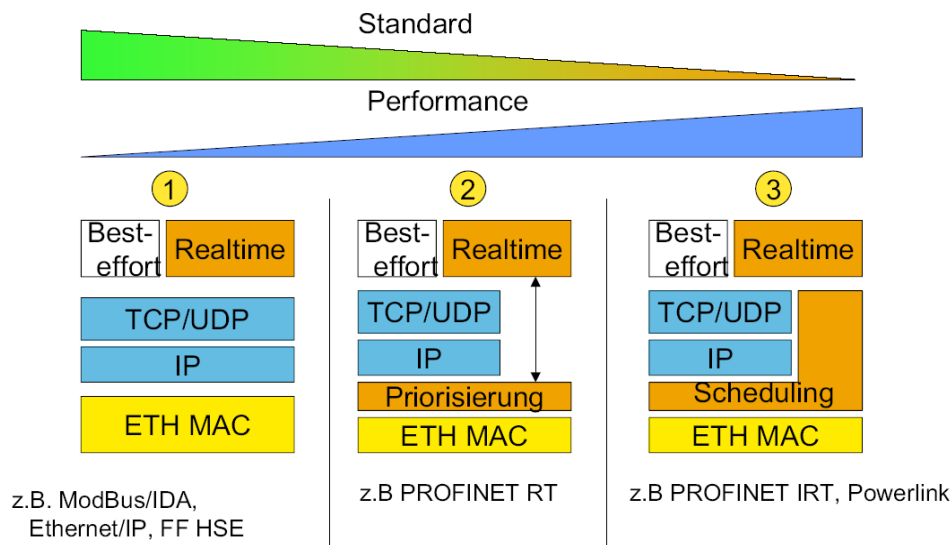 Standard
Performance
1
2
3
Best-
effort
Realtime
TCP/UDP
IP
ETH MAC
z.B. ModBus/IDA,
Ethernet/IP, FF HSE
Best-
effort
Realtime
TCP/UDP
IP
Priorisierung
ETH MAC
z.B PROFINET RT
Best-
effort
Realtime
TCP/UDP
IP
Scheduling
ETH MAC
z.B PROFINET IRT, Powerlink